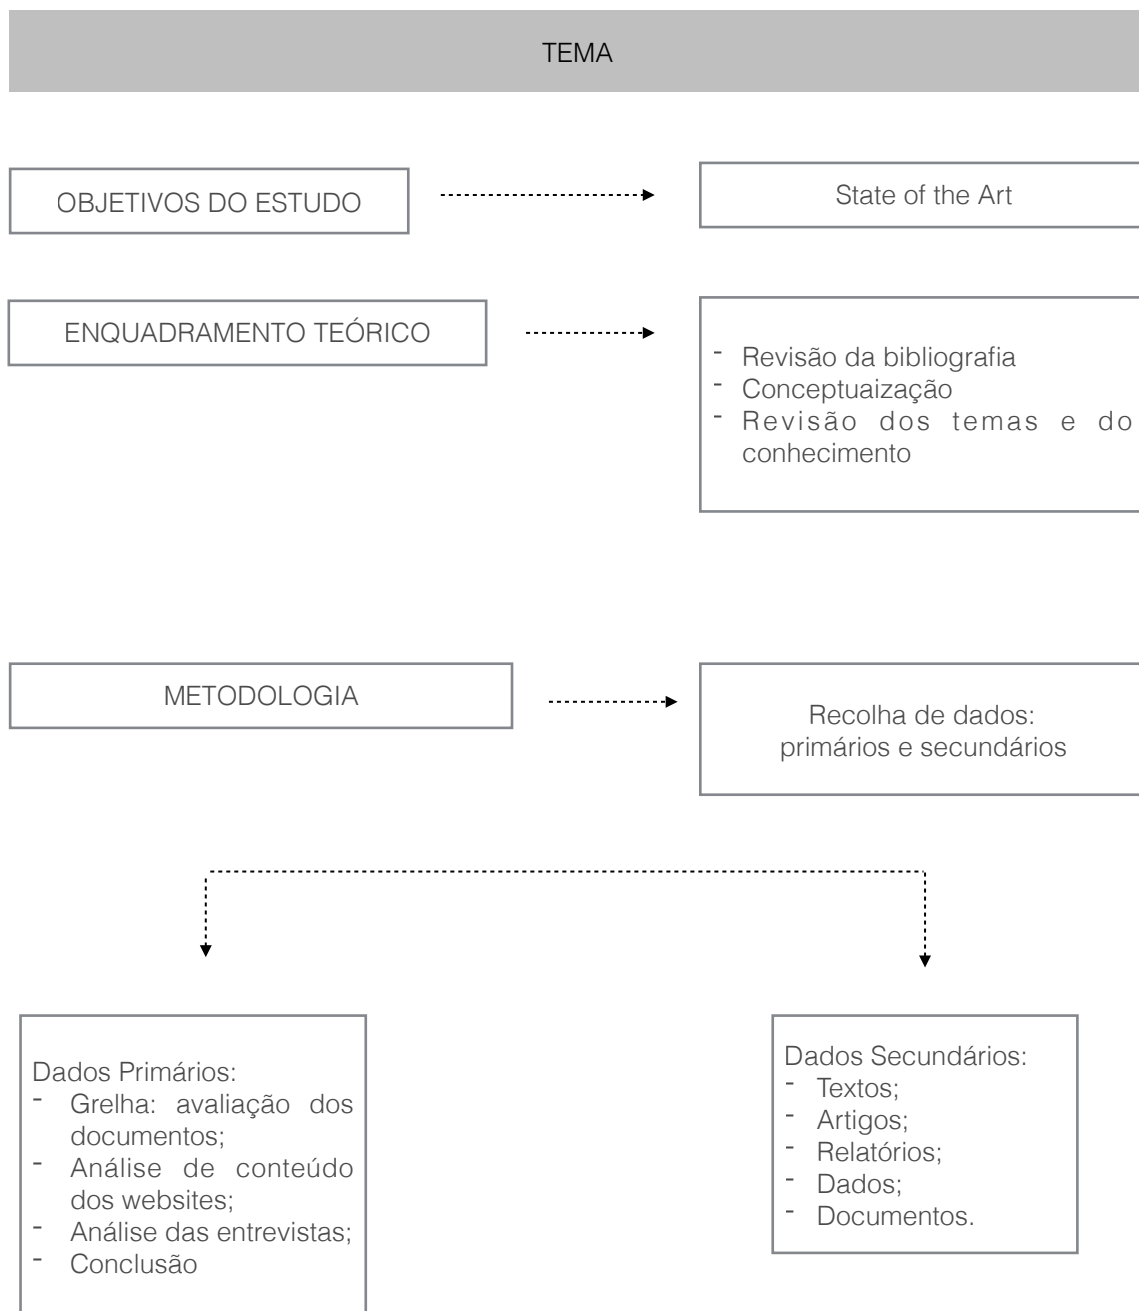 TEMA
OBJETIVOS DO ESTUDO
State of the Art
ENQUADRAMENTO TEÓRICO
- Revisão da bibliografia
- Conceptuaização
- Revisão dos temas e do
conhecimento
METODOLOGIA
Recolha de dados:
primários e secundários
Dados Primários:
- Grelha: avaliação dos
documentos;
- Análise de conteúdo
dos websites;
- Análise das entrevistas;
- Conclusão
Dados Secundários:
- Textos;
- Artigos;
- Relatórios;
- Dados;
- Documentos.